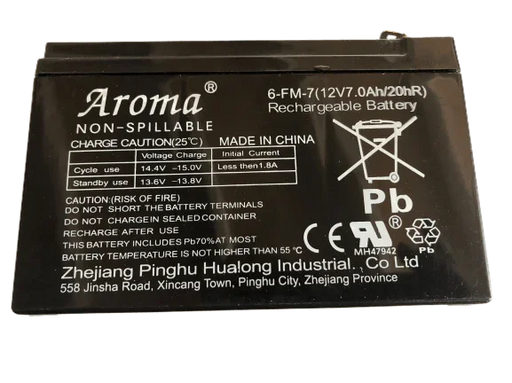 Aroma®
NON-SPILLABLE
6-FM-7(12V7.0Ah/20hR)
Rechargeable Battery
CHARGE CAUTION(25℃) MADE IN CHINA
Voltage Charge Initial Current
Cycle use 14.4V –15.0V Less then1.8A
Standby use 13.6V –13.8V
CAUTION:(RISK OF FIRE)
DO NOT SHORT THE BATTERY TERMINALS
DO NOT CHARGEIN SEALED CONTAINER
RECHARGE AFTER USE
THIS BATTERY INCLUDES Pb70%AT MOST
BATTERY TEMPERATURE IS NOT HIGHER THAN 55 ℃
Pb
CE RU® Pb
MH47942
Zhejiang Pinghu Hualong Industrial. Co Ltd
558 Jinsha Road, Xincang Town, Pinghu City, Zhejiang Province